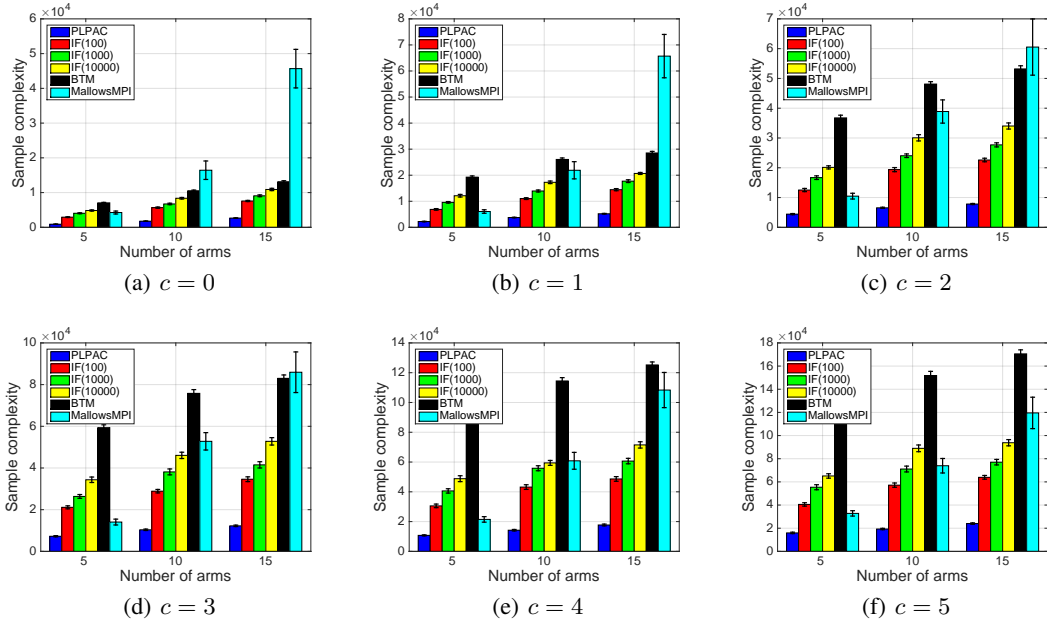 ×10^4
Sample complexity
6
5
4
3
2
1
0
PLPAC
IF(100)
IF(1000)
IF(10000)
BTM
MallowsMPI
5 10 15
Number of arms
(a) c = 0
×10^4
Sample complexity
8
7
6
5
4
3
2
1
0
PLPAC
IF(100)
IF(1000)
IF(10000)
BTM
MallowsMPI
5 10 15
Number of arms
(b) c = 1
×10^4
Sample complexity
7
6
5
4
3
2
1
0
PLPAC
IF(100)
IF(1000)
IF(10000)
BTM
MallowsMPI
5 10 15
Number of arms
(c) c = 2
×10^4
Sample complexity
10
8
6
4
2
0
PLPAC
IF(100)
IF(1000)
IF(10000)
BTM
MallowsMPI
5 10 15
Number of arms
(d) c = 3
×10^4
Sample complexity
14
12
10
8
6
4
2
0
PLPAC
IF(100)
IF(1000)
IF(10000)
BTM
MallowsMPI
5 10 15
Number of arms
(e) c = 4
×10^4
Sample complexity
18
16
14
12
10
8
6
4
2
0
PLPAC
IF(100)
IF(1000)
IF(10000)
BTM
MallowsMPI
5 10 15
Number of arms
(f) c = 5